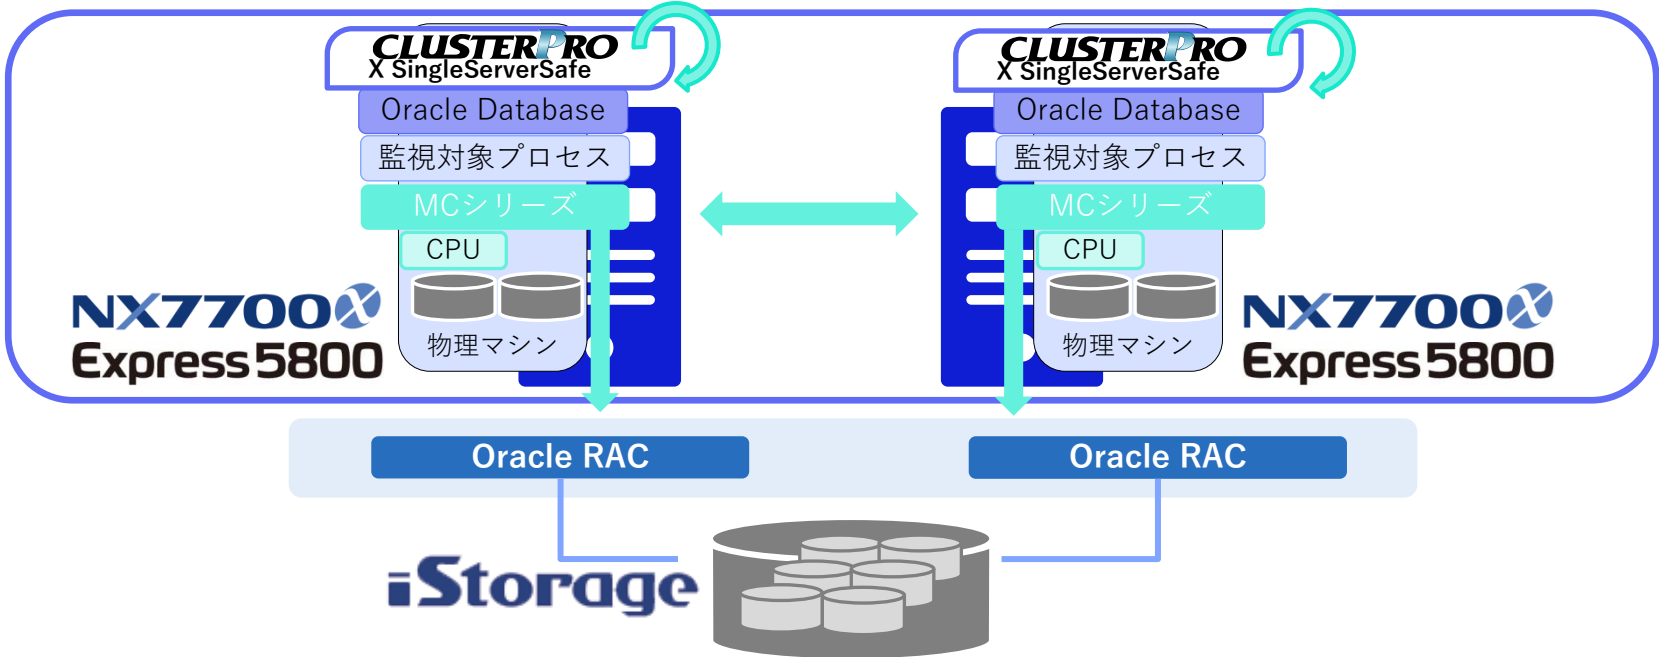 CLUSTERPRO
X SingleServerSafe
Oracle Database
監視対象プロセス
MCシリーズ
CPU
物理マシン
NX7700x
Express5800
CLUSTERPRO
X SingleServerSafe
Oracle Database
監視対象プロセス
MCシリーズ
CPU
物理マシン
NX7700x
Express5800
Oracle RAC
Oracle RAC
iStorage